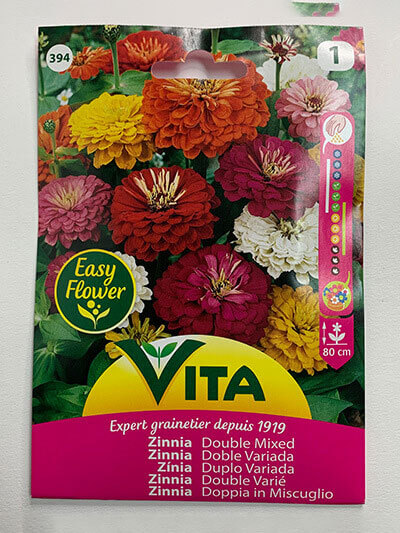 394
1
Easy
Flower
80 cm
VITA
Expert grainetier depuis 1919
Zinnia Double Mixed
Zinnia Doble Variada
Zínia Duplo Variada
Zinnia Double Varié
Zinnia Doppia in Miscuglio